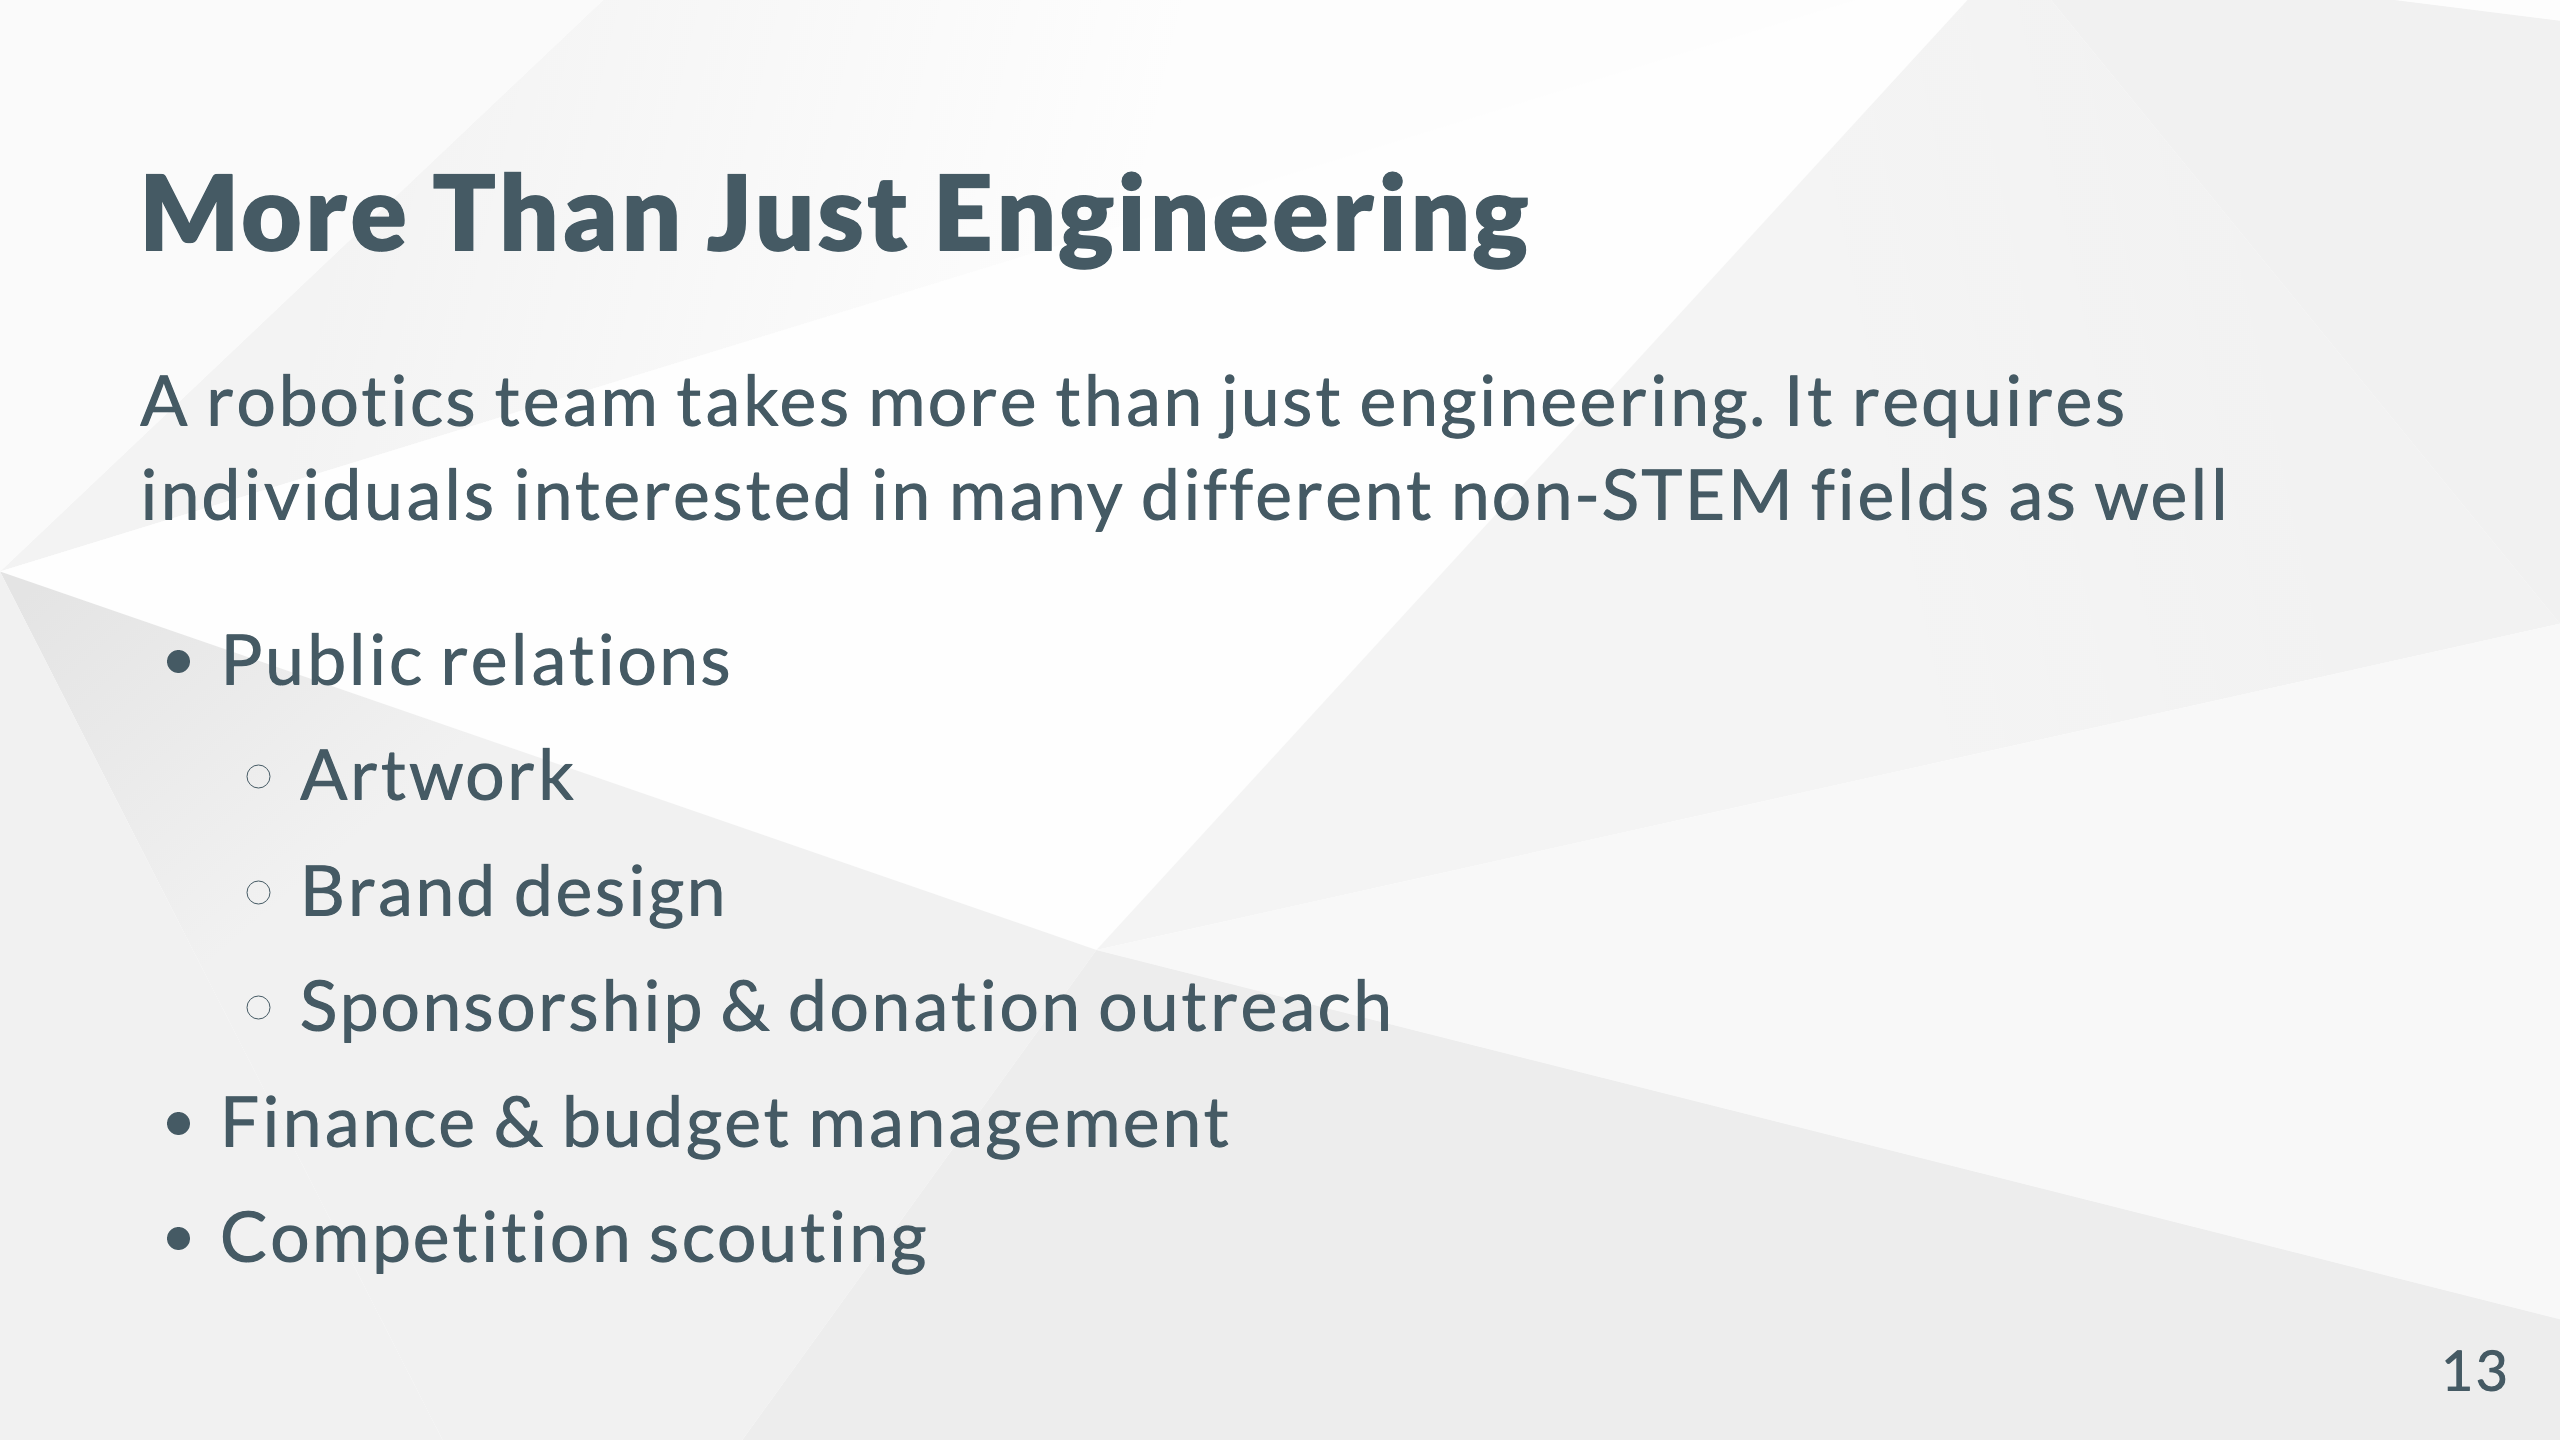 More Than Just Engineering
A robotics team takes more than just engineering. It requires
individuals interested in many different non-STEM fields as well
• Public relations
○ Artwork
○ Brand design
○ Sponsorship & donation outreach
• Finance & budget management
• Competition scouting
13